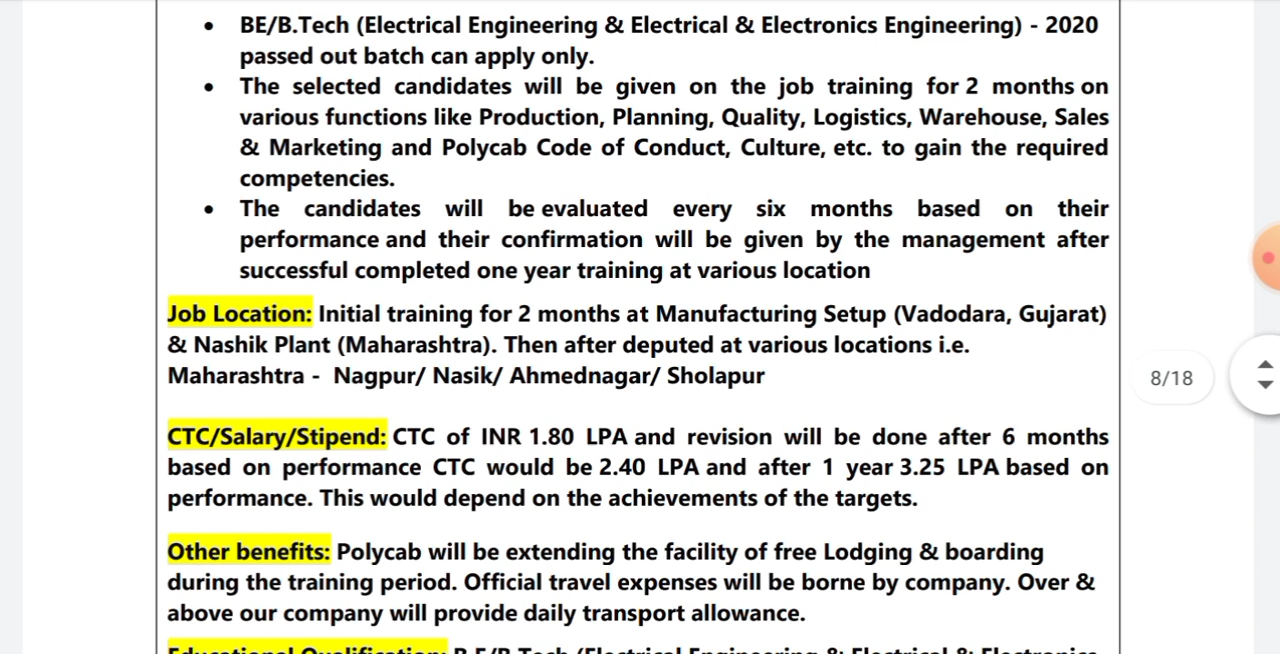 • BE/B.Tech (Electrical Engineering & Electrical & Electronics Engineering) - 2020
passed out batch can apply only.
• The selected candidates will be given on the job training for 2 months on
various functions like Production, Planning, Quality, Logistics, Warehouse, Sales
& Marketing and Polycab Code of Conduct, Culture, etc. to gain the required
competencies.
• The candidates will be evaluated every six months based on their
performance and their confirmation will be given by the management after
successful completed one year training at various location
Job Location: Initial training for 2 months at Manufacturing Setup (Vadodara, Gujarat)
& Nashik Plant (Maharashtra). Then after deputed at various locations i.e.
Maharashtra - Nagpur/ Nasik/ Ahmednagar/ Sholapur
8/18
CTC/Salary/Stipend: CTC of INR 1.80 LPA and revision will be done after 6 months
based on performance CTC would be 2.40 LPA and after 1 year 3.25 LPA based on
performance. This would depend on the achievements of the targets.
Other benefits: Polycab will be extending the facility of free Lodging & boarding
during the training period. Official travel expenses will be borne by company. Over &
above our company will provide daily transport allowance.
Educational Qualification: B.E/B.Tech (Electrical Engineering & Electrical & Electronics